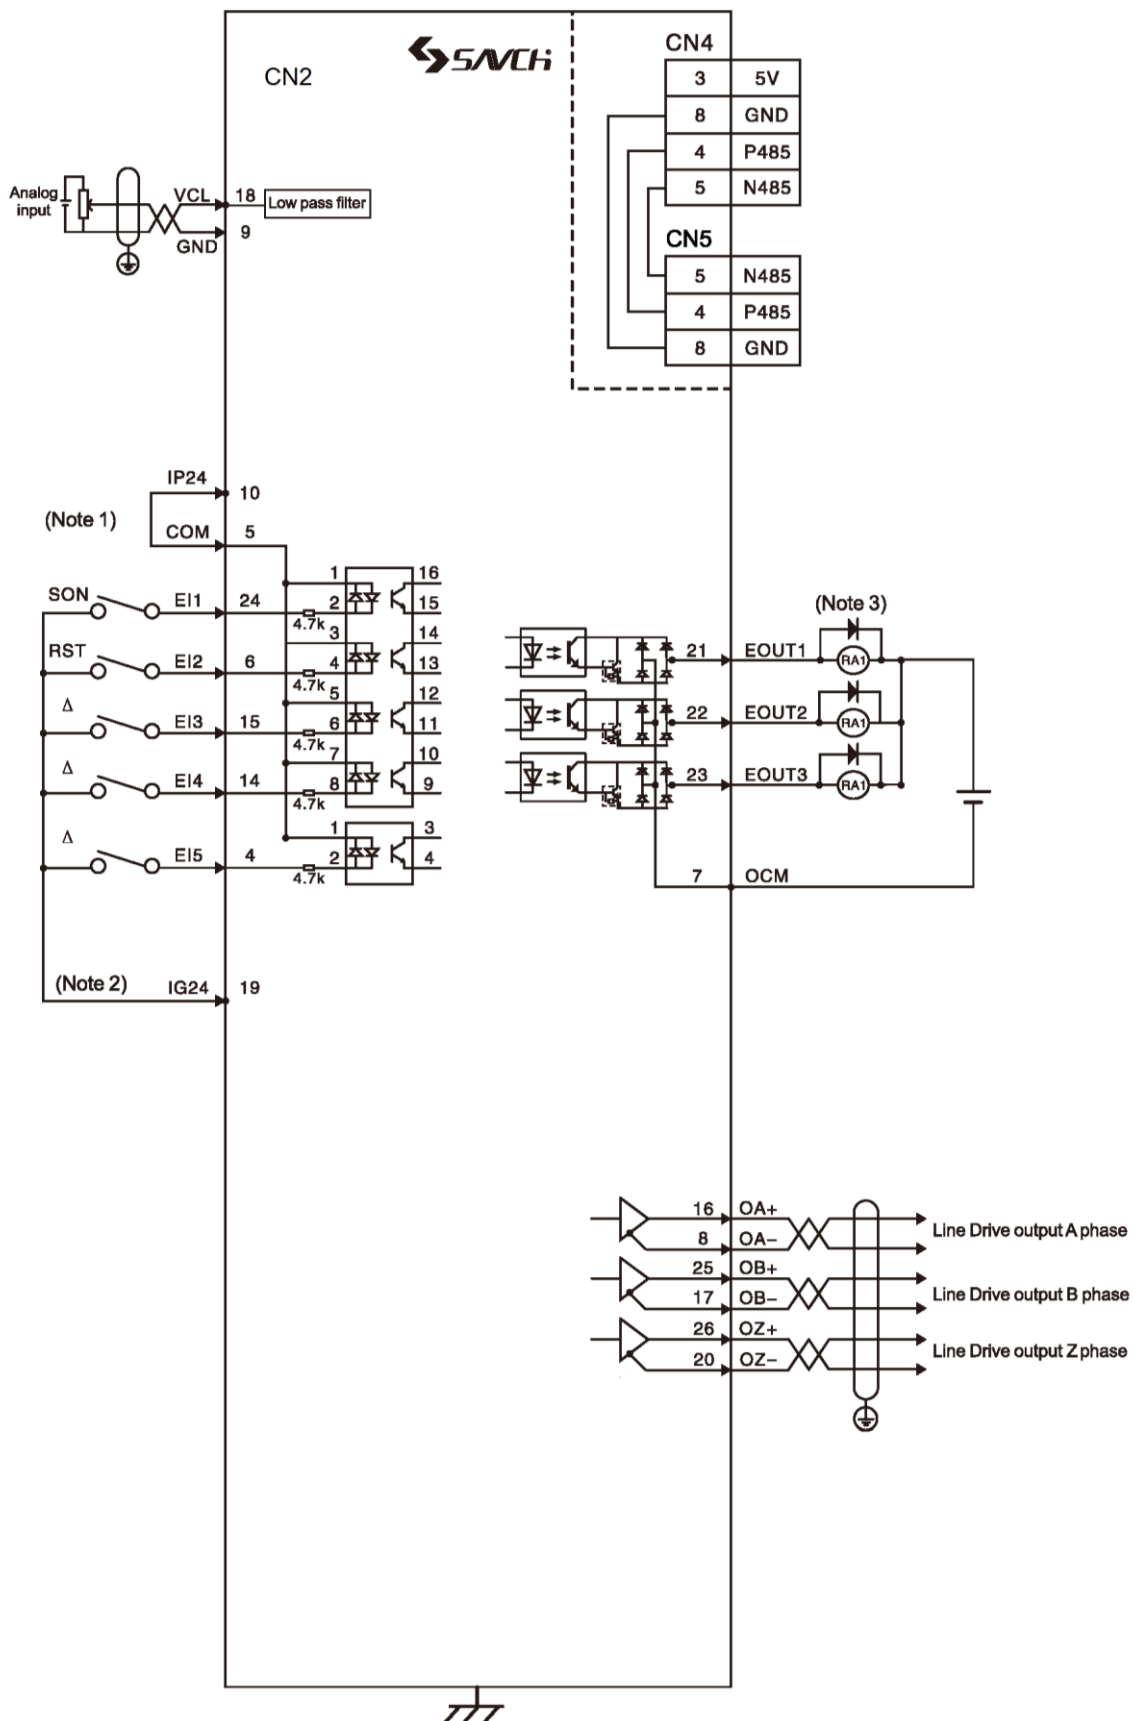 SAVCH
CN2
CN4
3 5V
8 GND
4 P485
5 N485
CN5
5 N485
4 P485
8 GND
Analog
input
VCL 18 Low pass filter
GND 9
IP24 10
(Note 1)
COM 5
SON EI1 24 4.7k 1 2 16 15
RST EI2 6 4.7k 3 4 14 13
Δ EI3 15 4.7k 5 6 12 11
Δ EI4 14 4.7k 7 8 10 9
Δ EI5 4 4.7k 1 2 3 4
(Note 2) IG24 19
(Note 3)
21 EOUT1 RA1
22 EOUT2 RA1
23 EOUT3 RA1
7 OCM
16 OA+
8 OA−
Line Drive output A phase
25 OB+
17 OB−
Line Drive output B phase
26 OZ+
20 OZ−
Line Drive output Z phase